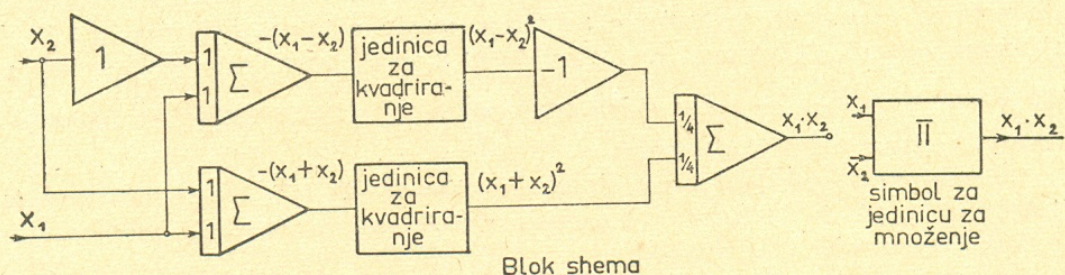 X₂
1
1
1
Σ
-(x₁-x₂)
jedinica
za
kvadrira-
nje
(x₁-x₂)²
-1
X₁
1
1
Σ
-(x₁+x₂)
jedinica
za
kvadrira-
nje
(x₁+x₂)²
1/4
1/4
Σ
x₁·x₂
x₁
x₂
Π
x₁·x₂
simbol za
jedinicu za
množenje
Blok shema